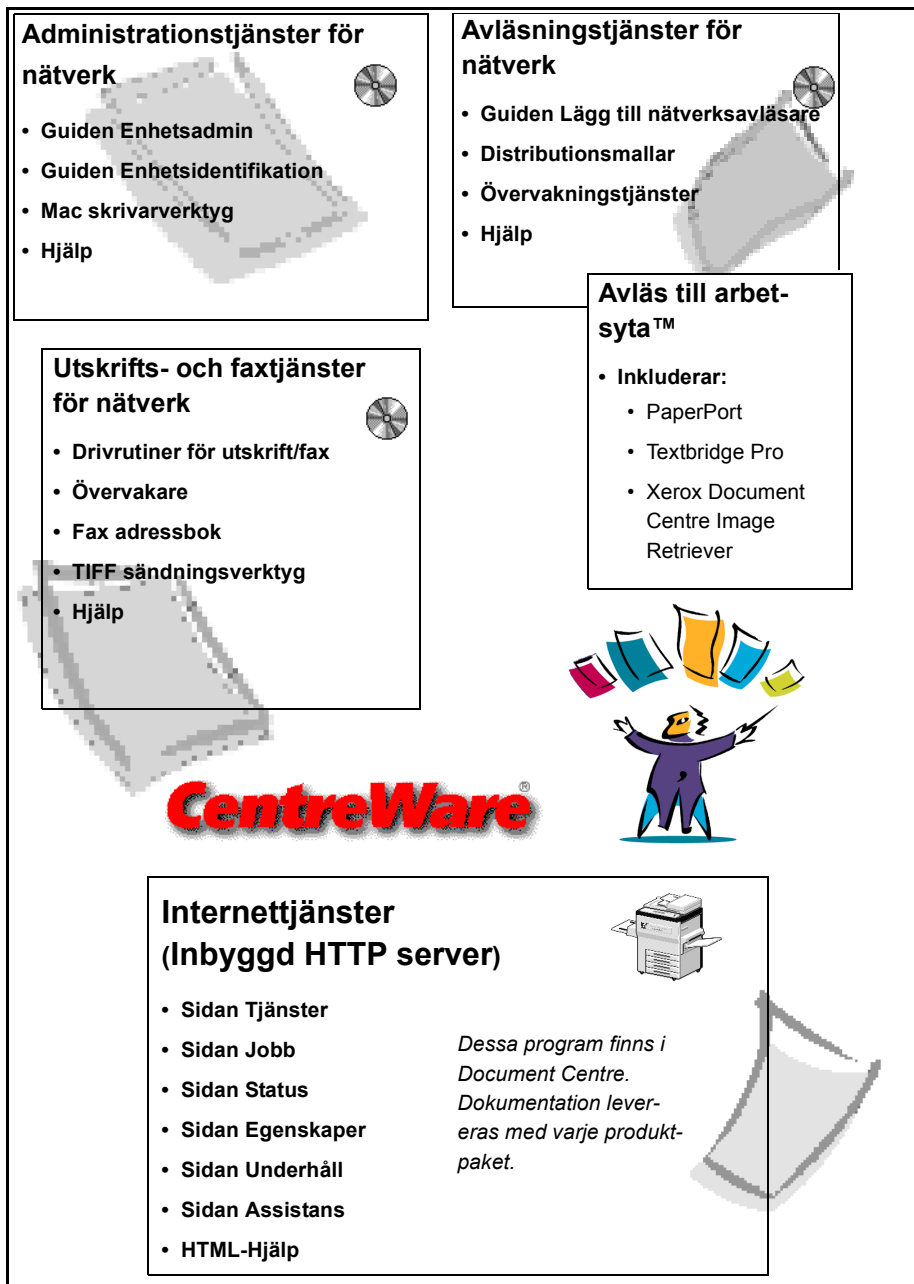 Administrationstjänster för
nätverk
• Guiden Enhetsadmin
• Guiden Enhetsidentifikation
• Mac skrivarverktyg
• Hjälp
Avläsningstjänster för
nätverk
• Guiden Lägg till nätverksavläsare
• Distributionsmallar
• Övervakningstjänster
• Hjälp
Avläs till arbet-
syta™
• Inkluderar:
• PaperPort
• Textbridge Pro
• Xerox Document
Centre Image
Retriever
Utskrifts- och faxtjänster
för nätverk
• Drivrutiner för utskrift/fax
• Övervakare
• Fax adressbok
• TIFF sändningsverktyg
• Hjälp
CentreWare®
Internettjänster
(Inbyggd HTTP server)
• Sidan Tjänster
• Sidan Jobb
• Sidan Status
• Sidan Egenskaper
• Sidan Underhåll
• Sidan Assistans
• HTML-Hjälp
Dessa program finns i
Document Centre.
Dokumentation lever-
eras med varje produkt-
paket.